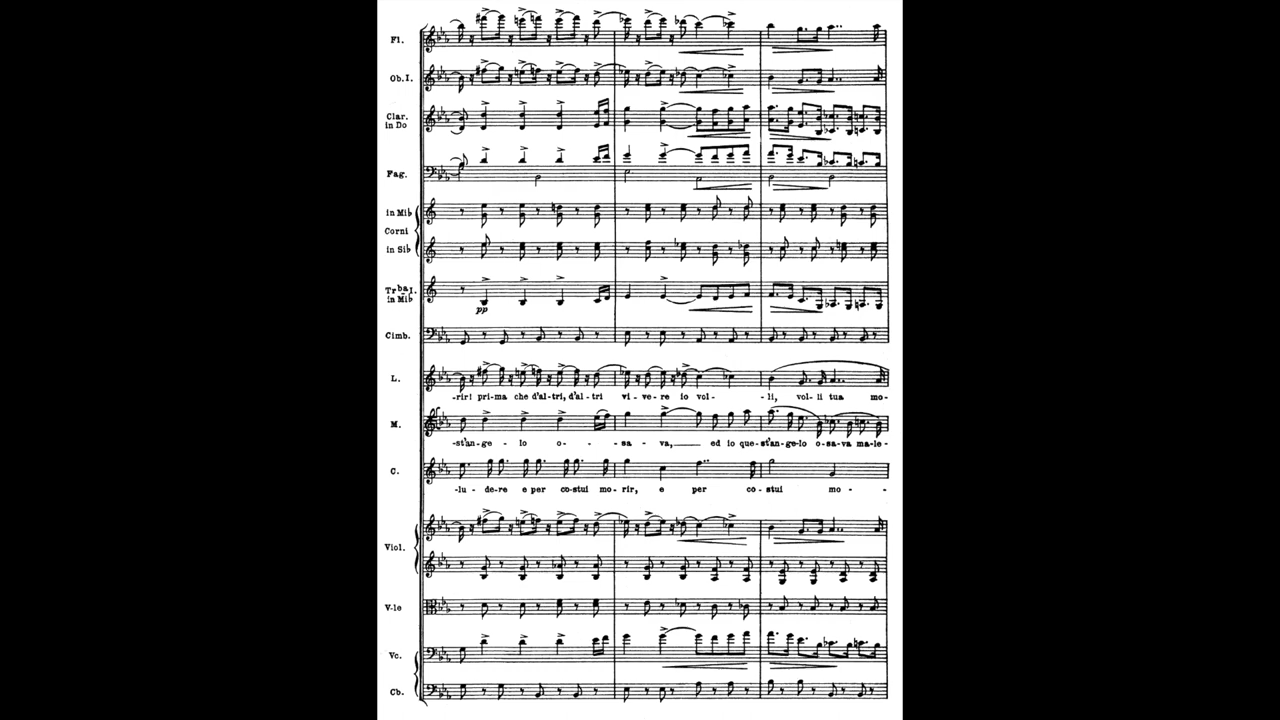 Fl.
Ob. I.
Clar.
in Do
Fag.
in Mib
Corni
in Sib
Trba I.
in Mib
pp
Cimb.
L.
-rir! pri-ma che d'al-tri, d'al-tri vi-ve-re io vol- - li, vol-li tua mo-
M.
-st'an-ge - lo o- - - sa - va, ed io que-st'an-ge-lo o-sa-va ma-le-
C.
-lu - de-re e per co-stui mo-rir, e per co-stui mo- -
Viol.
V-le
Vc.
Cb.